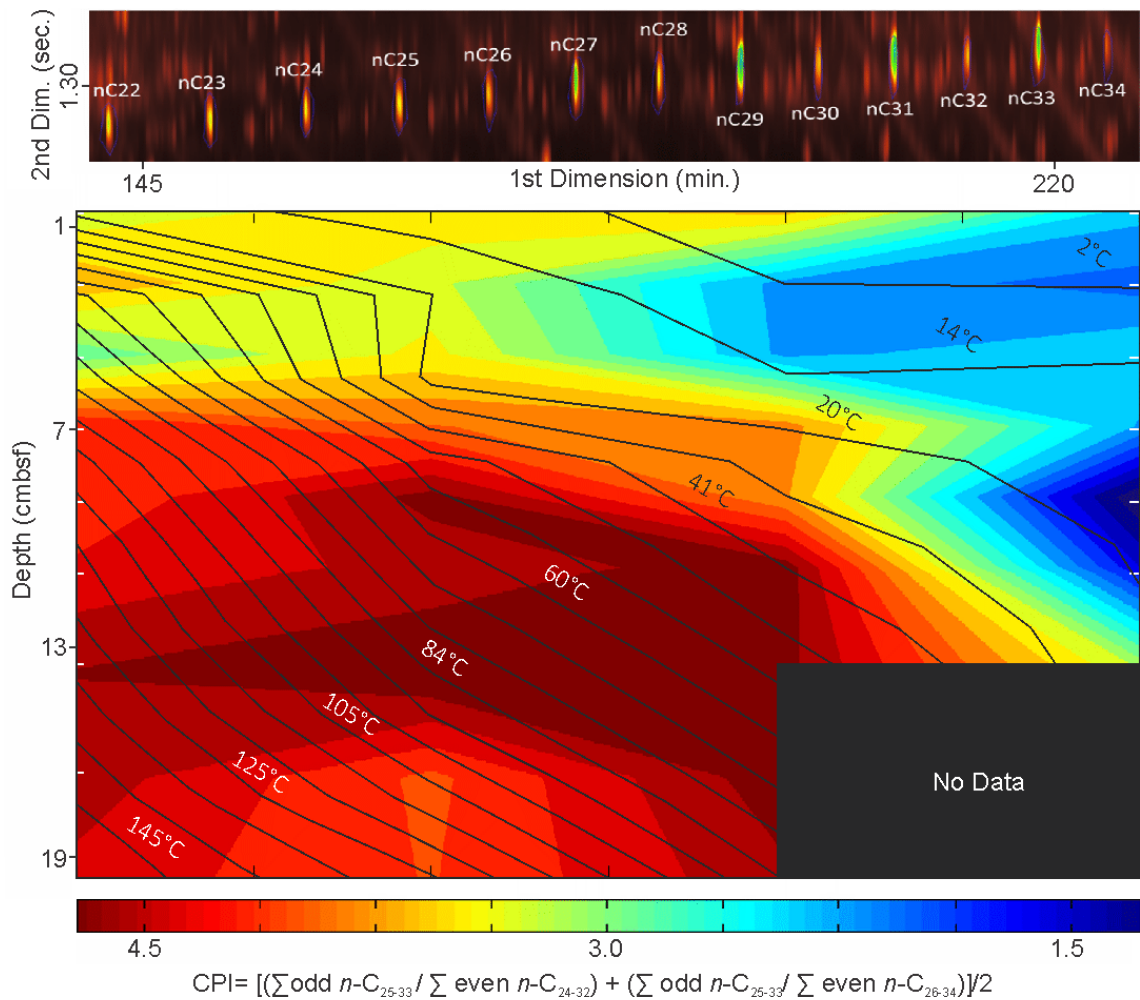 2nd Dim. (sec.)
1.30
nC22
nC23
nC24
nC25
nC26
nC27
nC28
nC29
nC30
nC31
nC32
nC33
nC34
145
1st Dimension (min.)
220
Depth (cmbsf)
1
7
13
19
2°C
14°C
20°C
41°C
60°C
84°C
105°C
125°C
145°C
No Data
4.5
3.0
1.5
CPI= [(∑odd n-C25-33/ ∑ even n-C24-32) + (∑ odd n-C25-33/ ∑ even n-C26-34)]/2